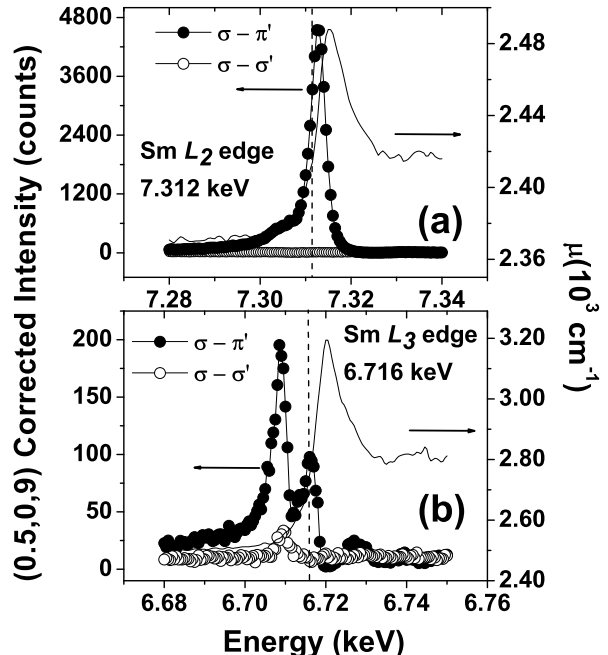 (0.5,0,9) Corrected Intensity (counts)
4800
3600
2400
1200
0
σ − π'
σ − σ'
Sm L2 edge
7.312 keV
(a)
2.48
2.44
2.40
2.36
7.28 7.30 7.32 7.34
μ(10³ cm⁻¹)
200
150
100
50
25
0
σ − π'
σ − σ'
Sm L3 edge
6.716 keV
(b)
3.20
3.00
2.80
2.60
2.40
6.68 6.70 6.72 6.74 6.76
Energy (keV)